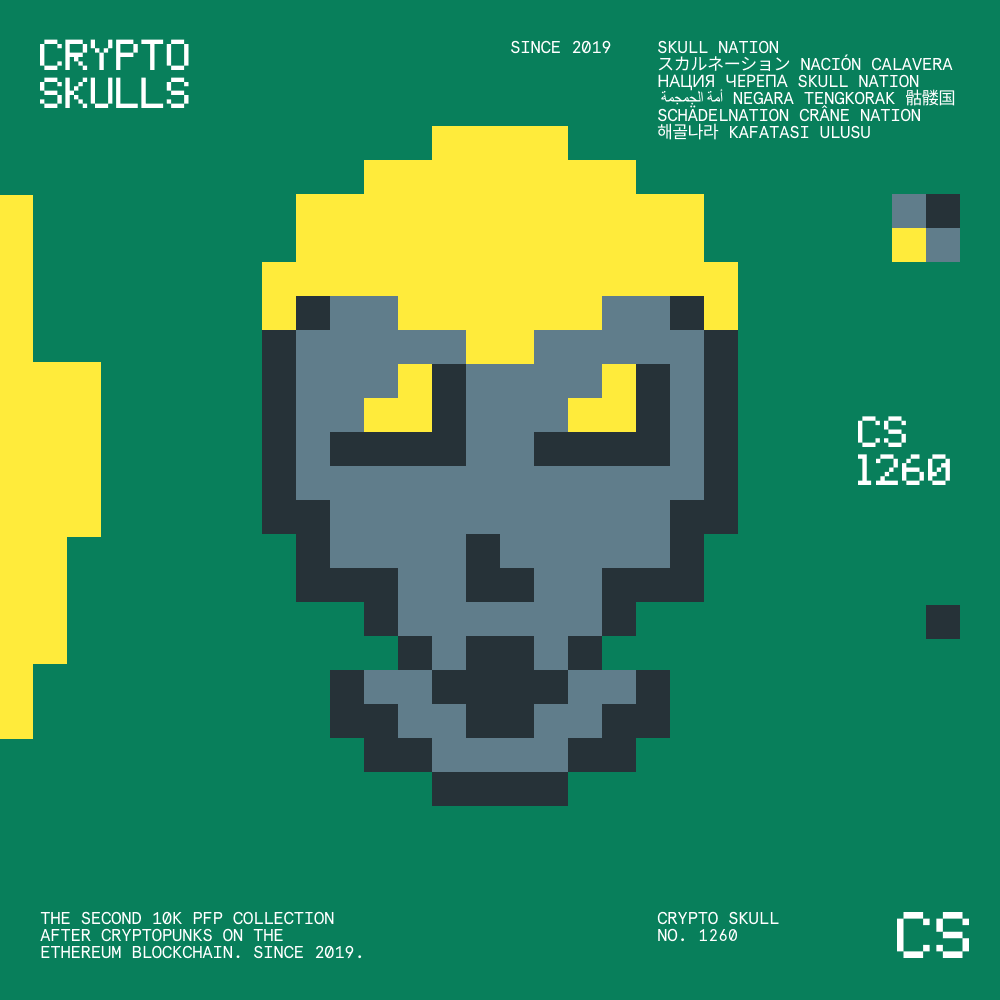 CRYPTO
SKULLS
SINCE 2019
SKULL NATION
スカルネーション NACIÓN CALAVERA
НАЦИЯ ЧЕРЕПА SKULL NATION
أمة الجمجمة NEGARA TENGKORAK 骷髅国
SCHÄDELNATION CRÂNE NATION
해골나라 KAFATASI ULUSU
CS
1260
THE SECOND 10K PFP COLLECTION
AFTER CRYPTOPUNKS ON THE
ETHEREUM BLOCKCHAIN. SINCE 2019.
CRYPTO SKULL
NO. 1260
CS